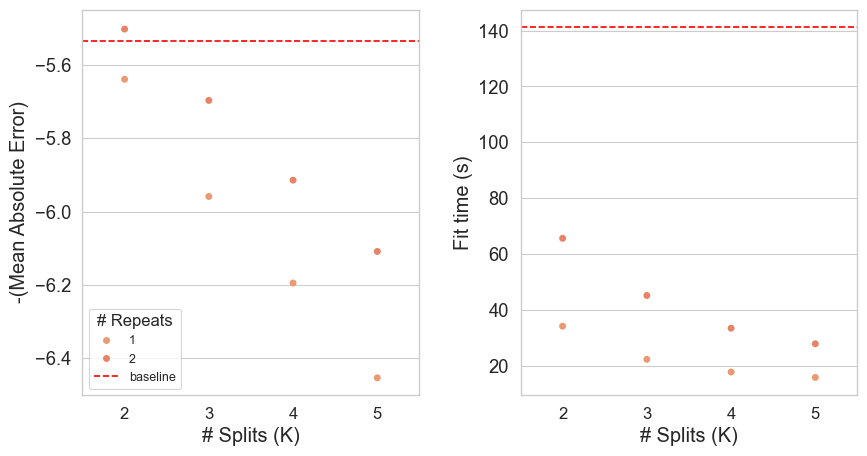 -(Mean Absolute Error)
−5.6
−5.8
−6.0
−6.2
−6.4
# Repeats
1
2
baseline
2 3 4 5
# Splits (K)
Fit time (s)
140
120
100
80
60
40
20
2 3 4 5
# Splits (K)